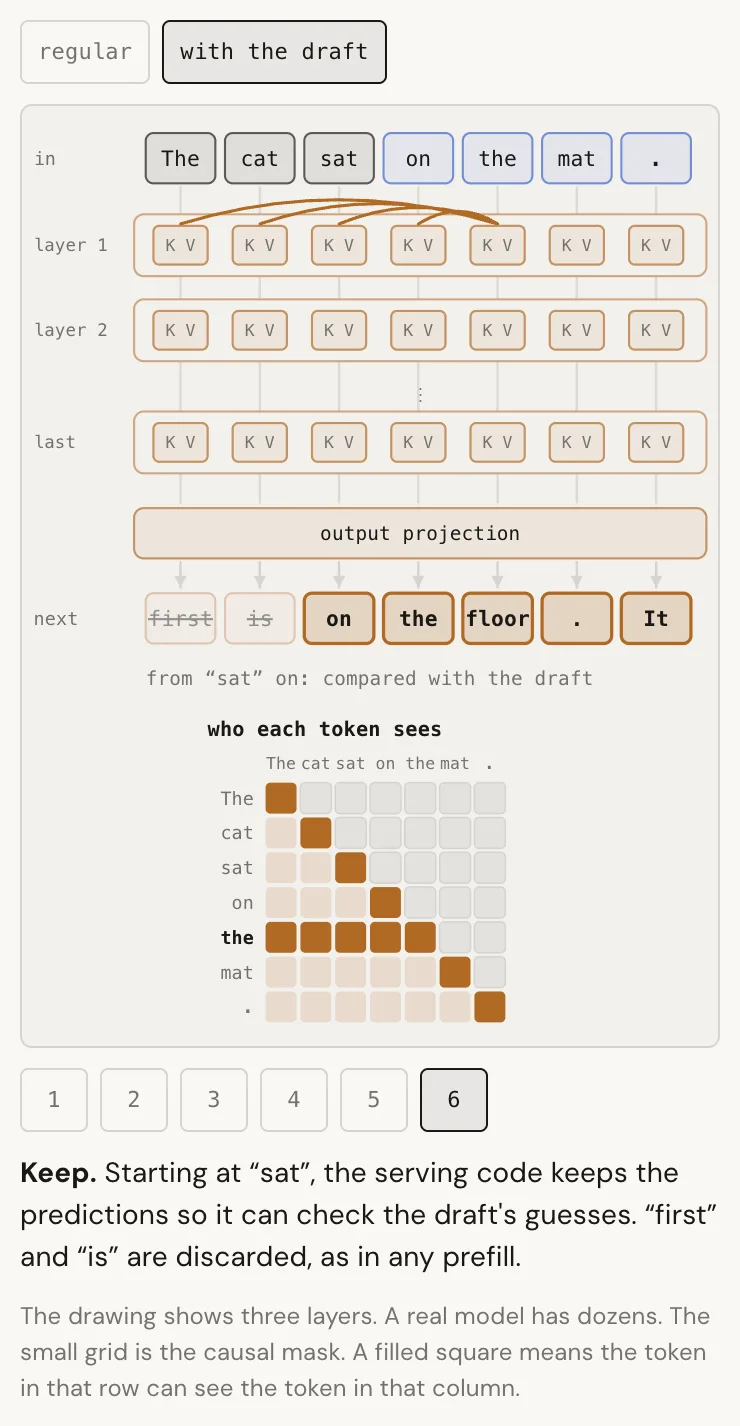 regular with the draft
in The cat sat on the mat .
layer 1 K V K V K V K V K V K V K V
layer 2 K V K V K V K V K V K V K V
⋮
last K V K V K V K V K V K V K V
output projection
next first is on the floor . It
from “sat” on: compared with the draft
who each token sees
The cat sat on the mat .
The
cat
sat
on
the
mat
.
1 2 3 4 5 6
Keep. Starting at “sat”, the serving code keeps the
predictions so it can check the draft's guesses. “first”
and “is” are discarded, as in any prefill.
The drawing shows three layers. A real model has dozens. The
small grid is the causal mask. A filled square means the token
in that row can see the token in that column.